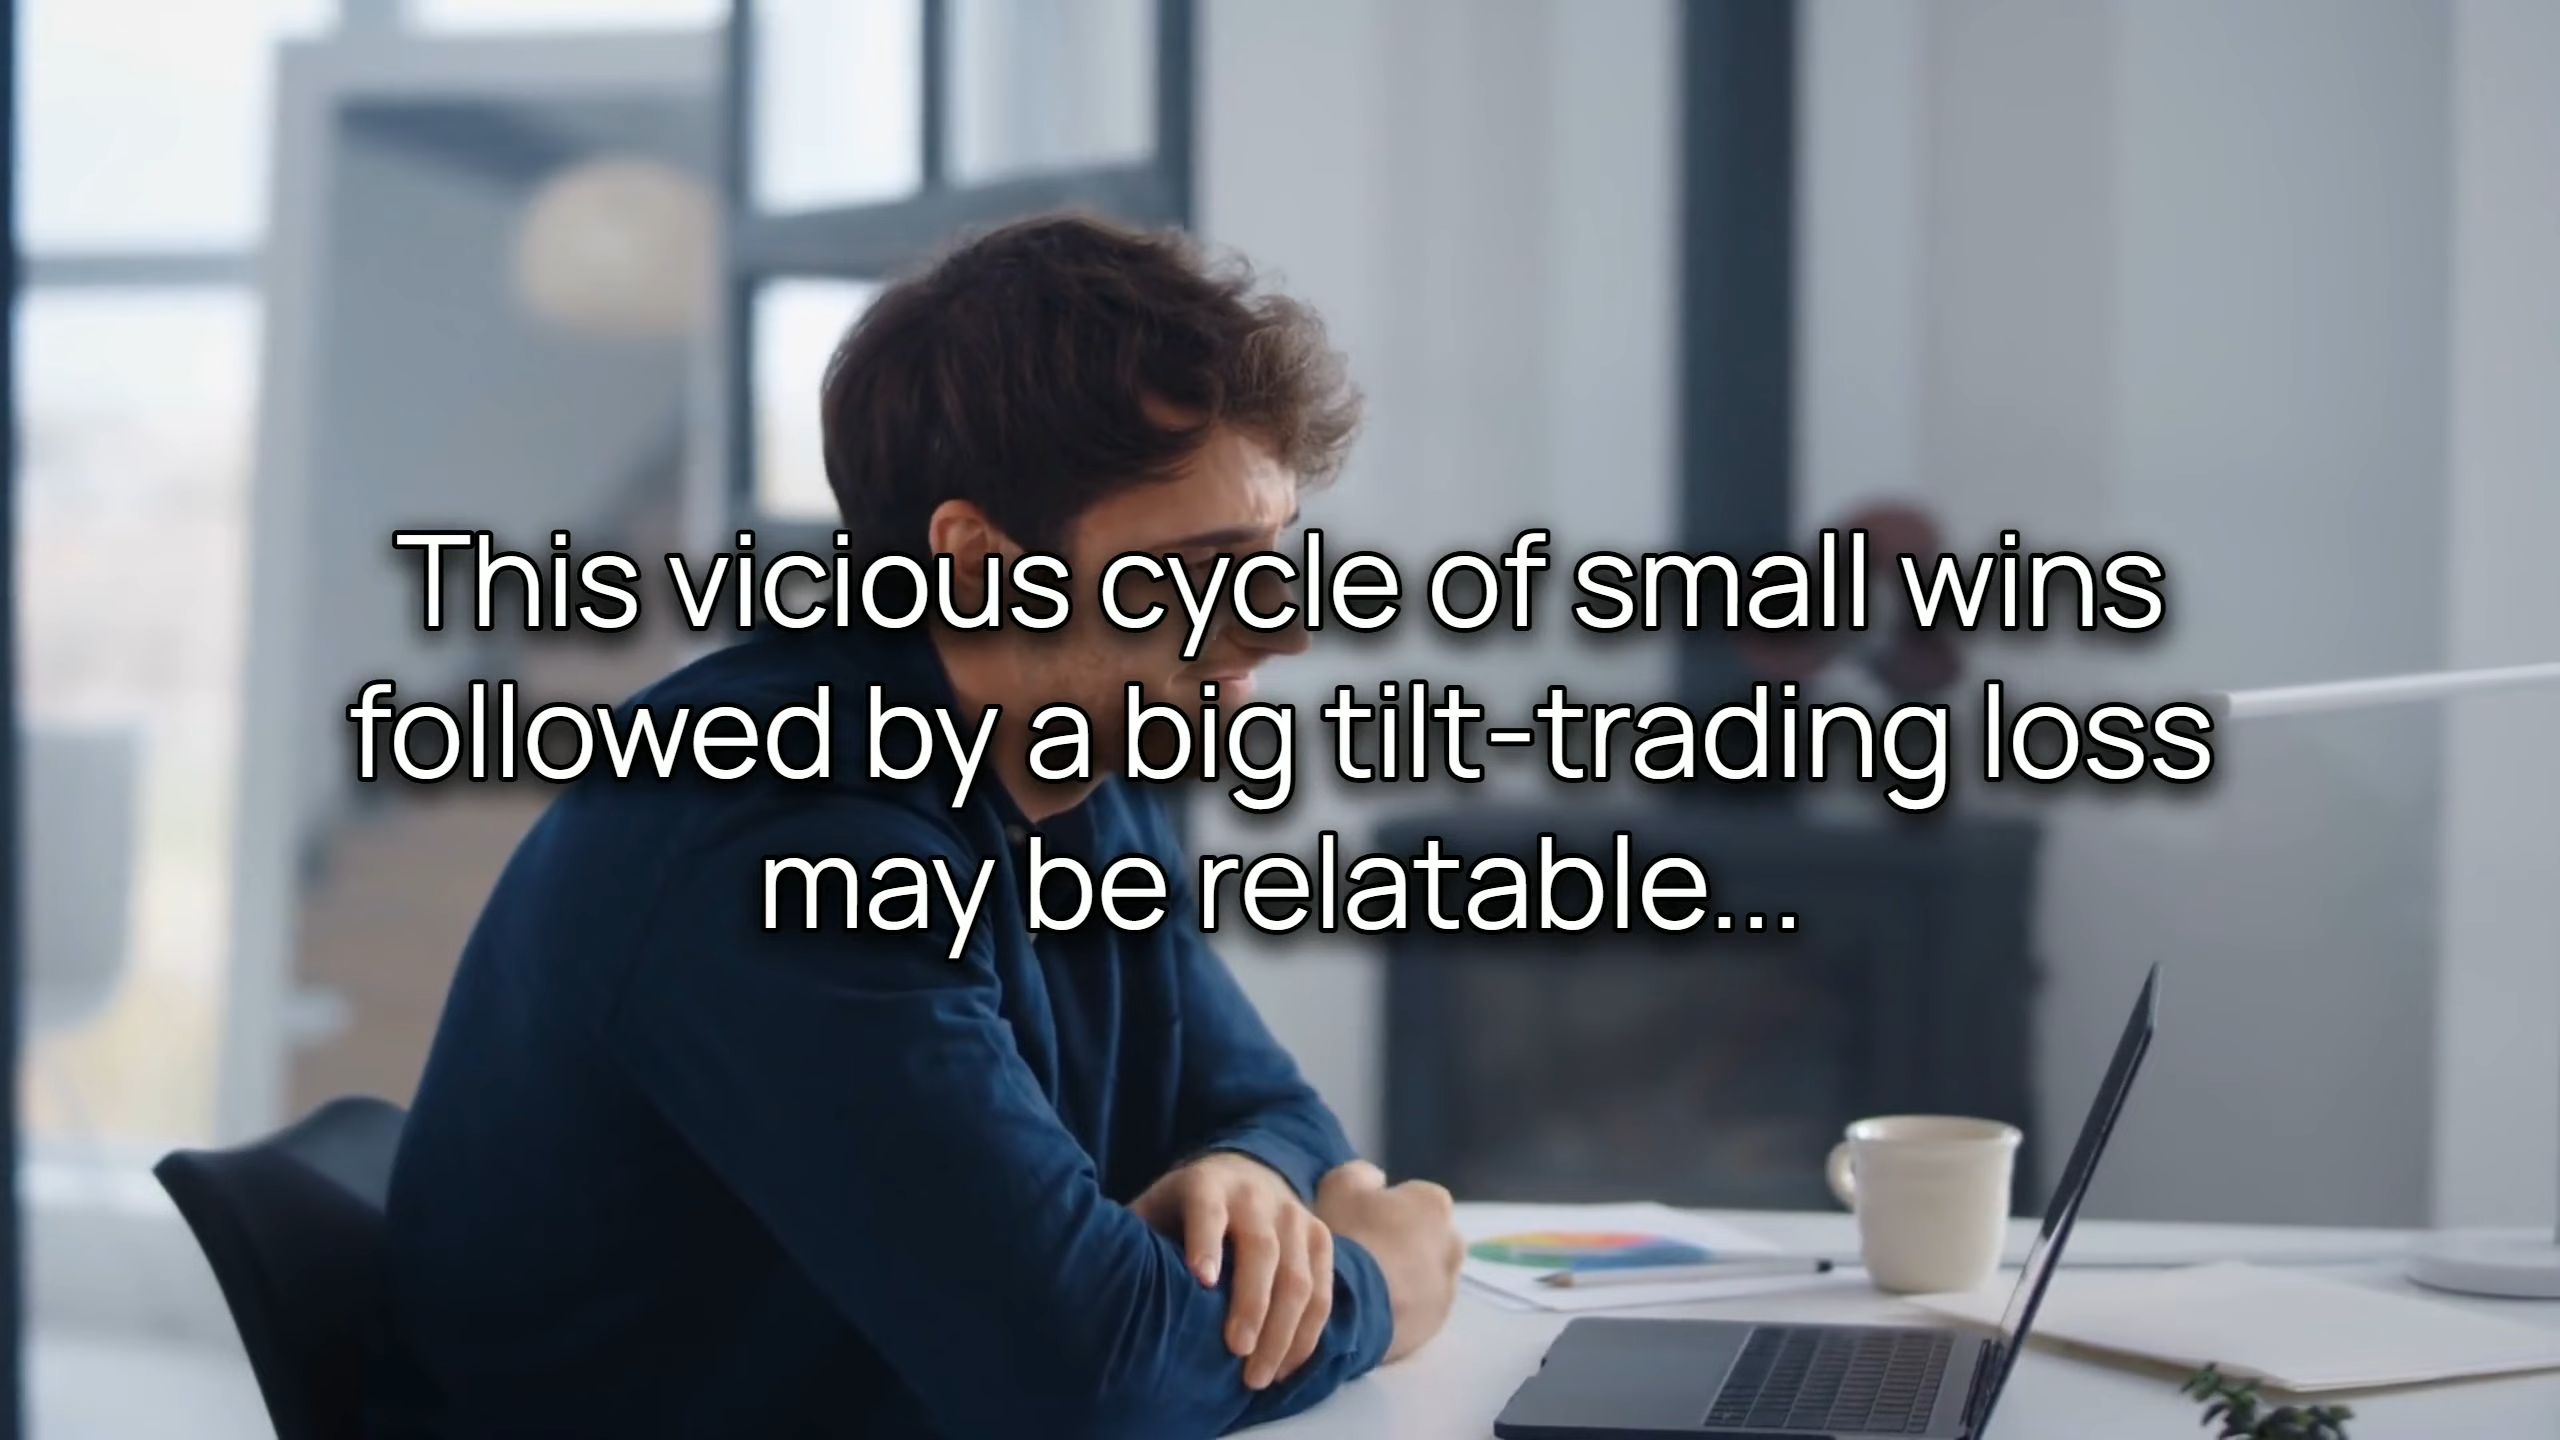 This vicious cycle of small wins
followed by a big tilt-trading loss
may be relatable...